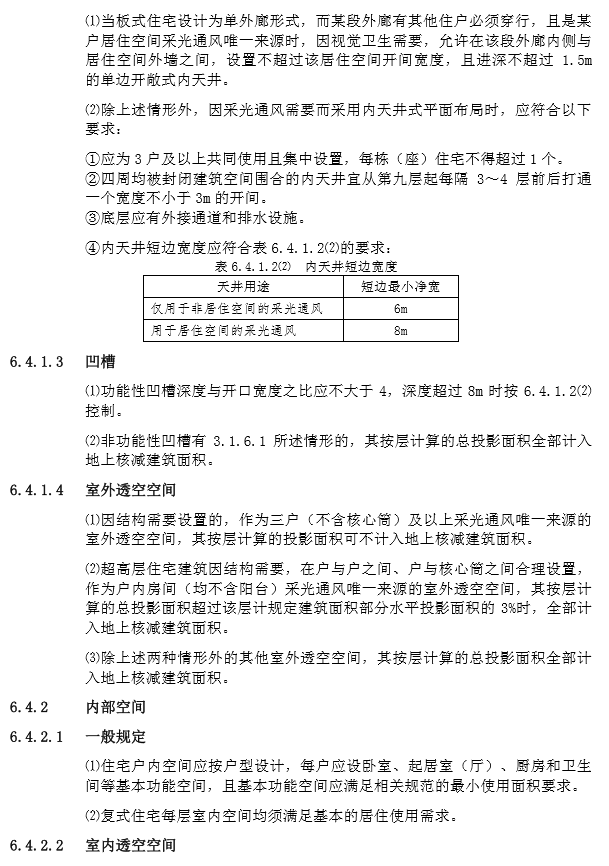 ⑴当板式住宅设计为单外廊形式，而某段外廊有其他住户必须穿行，且是某
户居住空间采光通风唯一来源时，因视觉卫生需要，允许在该段外廊内侧与
居住空间外墙之间，设置不超过该居住空间开间宽度，且进深不超过 1.5m
的单边开敞式内天井。
⑵除上述情形外，因采光通风需要而采用内天井式平面布局时，应符合以下
要求：
①应为 3 户及以上共同使用且集中设置，每栋（座）住宅不得超过 1 个。
②四周均被封闭建筑空间围合的内天井宜从第九层起每隔 3～4 层前后打通
一个宽度不小于 3m 的开间。
③底层应有外接通道和排水设施。
④内天井短边宽度应符合表 6.4.1.2⑵的要求：
表 6.4.1.2⑵ 内天井短边宽度
天井用途 短边最小净宽
仅用于非居住空间的采光通风 6m
用于居住空间的采光通风 8m
6.4.1.3 凹槽
⑴功能性凹槽深度与开口宽度之比应不大于 4，深度超过 8m 时按 6.4.1.2⑵
控制。
⑵非功能性凹槽有 3.1.6.1 所述情形的，其按层计算的总投影面积全部计入
地上核减建筑面积。
6.4.1.4 室外透空空间
⑴因结构需要设置的，作为三户（不含核心筒）及以上采光通风唯一来源的
室外透空空间，其按层计算的投影面积可不计入地上核减建筑面积。
⑵超高层住宅建筑因结构需要，在户与户之间、户与核心筒之间合理设置，
作为户内房间（均不含阳台）采光通风唯一来源的室外透空空间，其按层计
算的总投影面积超过该层计规定建筑面积部分水平投影面积的 3%时，全部计
入地上核减建筑面积。
⑶除上述两种情形外的其他室外透空空间，其按层计算的总投影面积全部计
入地上核减建筑面积。
6.4.2 内部空间
6.4.2.1 一般规定
⑴住宅户内空间应按户型设计，每户应设卧室、起居室（厅）、厨房和卫生
间等基本功能空间，且基本功能空间应满足相关规范的最小使用面积要求。
⑵复式住宅每层室内空间均须满足基本的居住使用需求。
6.4.2.2 室内透空空间